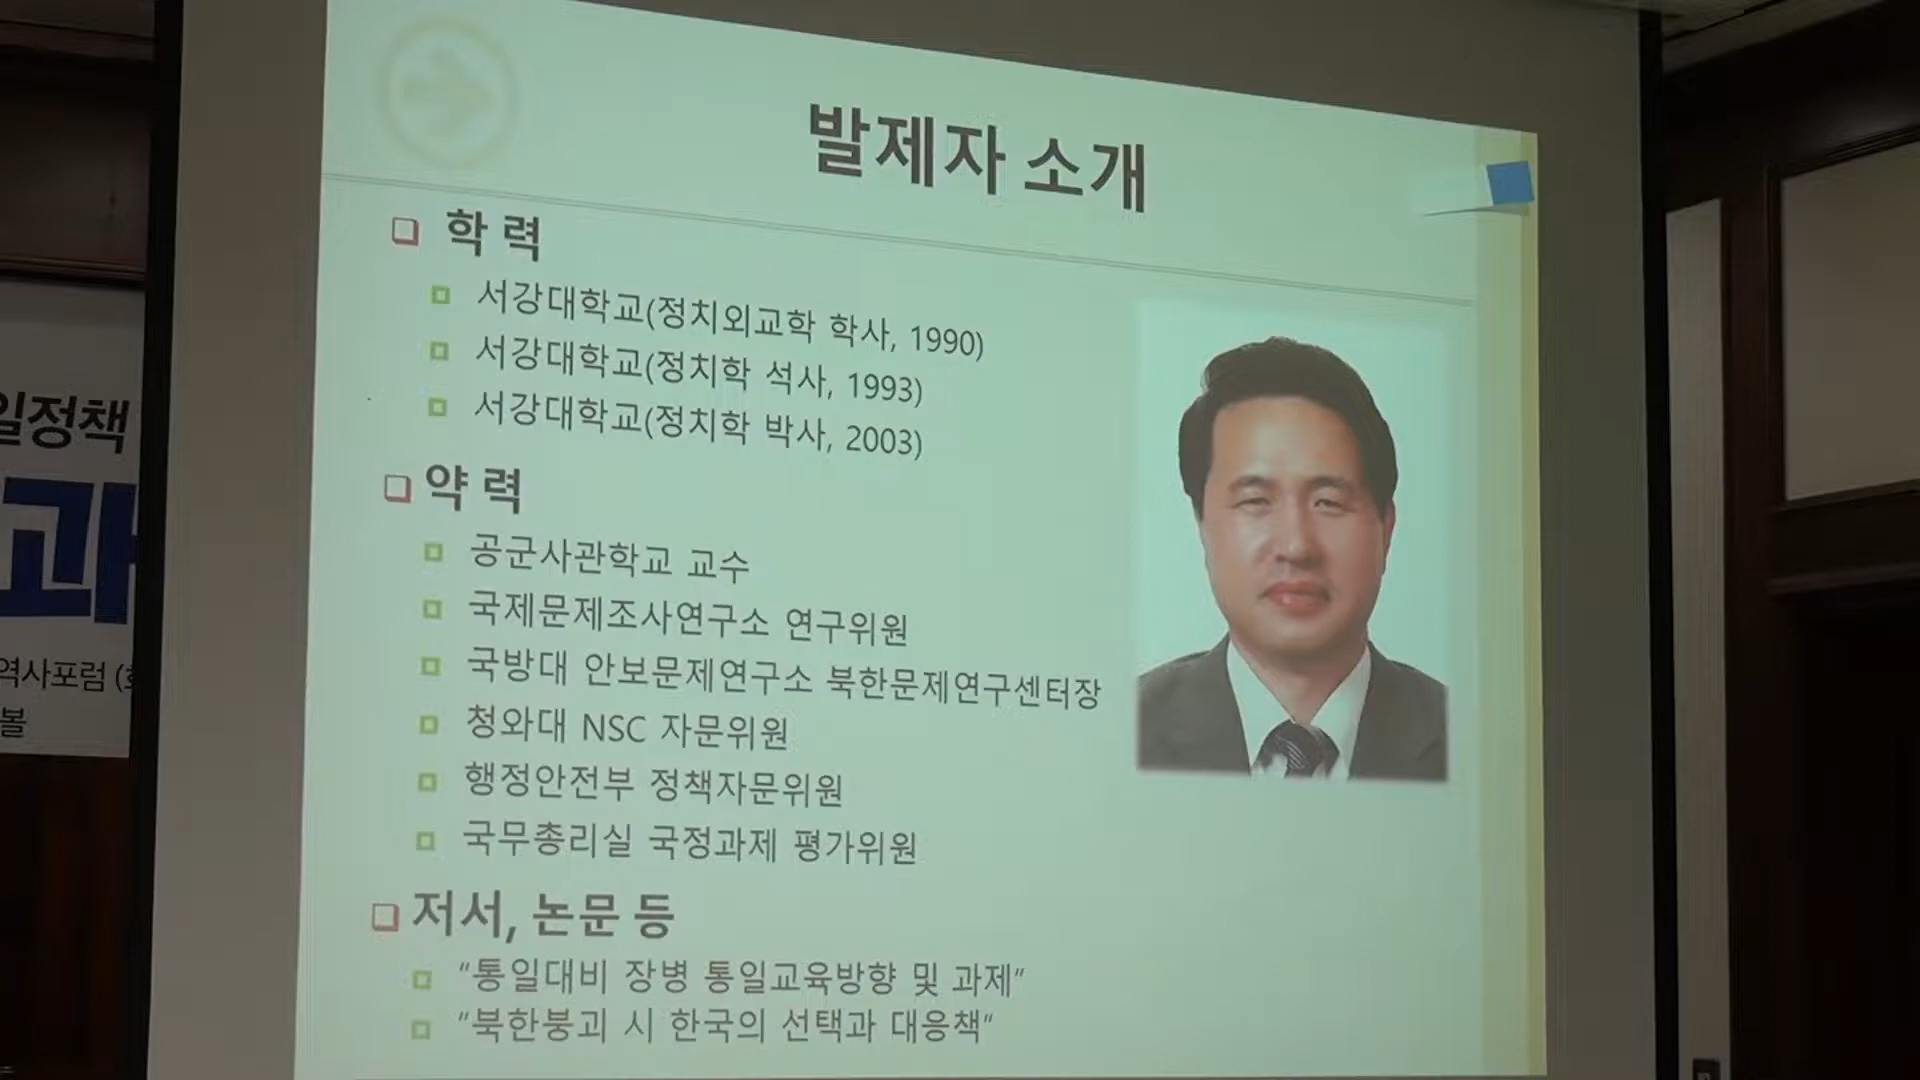 발제자 소개
학 력
서강대학교(정치외교학 학사, 1990)
서강대학교(정치학 석사, 1993)
서강대학교(정치학 박사, 2003)
약 력
공군사관학교 교수
국제문제조사연구소 연구위원
국방대 안보문제연구소 북한문제연구센터장
청와대 NSC 자문위원
행정안전부 정책자문위원
국무총리실 국정과제 평가위원
저서, 논문 등
"통일대비 장병 통일교육방향 및 과제"
"북한붕괴 시 한국의 선택과 대응책"
일정책
과
역사포럼 (
볼